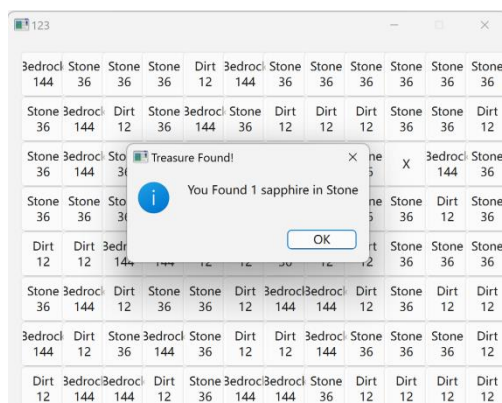 123
Bedrock Stone Stone Stone Dirt Bedrock Stone Stone Stone Stone Stone Stone
144 36 36 36 12 144 36 36 36 36 36 36
Stone Bedrock Dirt Stone Bedrock Stone Dirt Dirt Dirt Stone Stone Dirt
36 144 12 36 144 36 12 12 12 36 36 12
Stone Bedrock X Bedrock Stone
36 144 144 36
Stone Stone Stone Dirt Stone
36 36 36 12 36
Dirt Dirt Stone Stone Stone
12 12 144 36 36 36
Stone Bedrock Dirt Stone Stone Dirt Bedrock Bedrock Dirt Stone Stone Stone
36 144 12 36 36 12 144 144 12 36 36 36
Bedrock Dirt Stone Bedrock Stone Dirt Dirt Bedrock Stone Stone Stone Dirt
144 12 36 144 36 12 12 144 36 36 36 12
Dirt Bedrock Bedrock Dirt Stone Bedrock Bedrock Stone Dirt Dirt Dirt Dirt
12 144 144 12 36 144 144 36 12 12 12 12
Treasure Found!
You Found 1 sapphire in Stone
OK